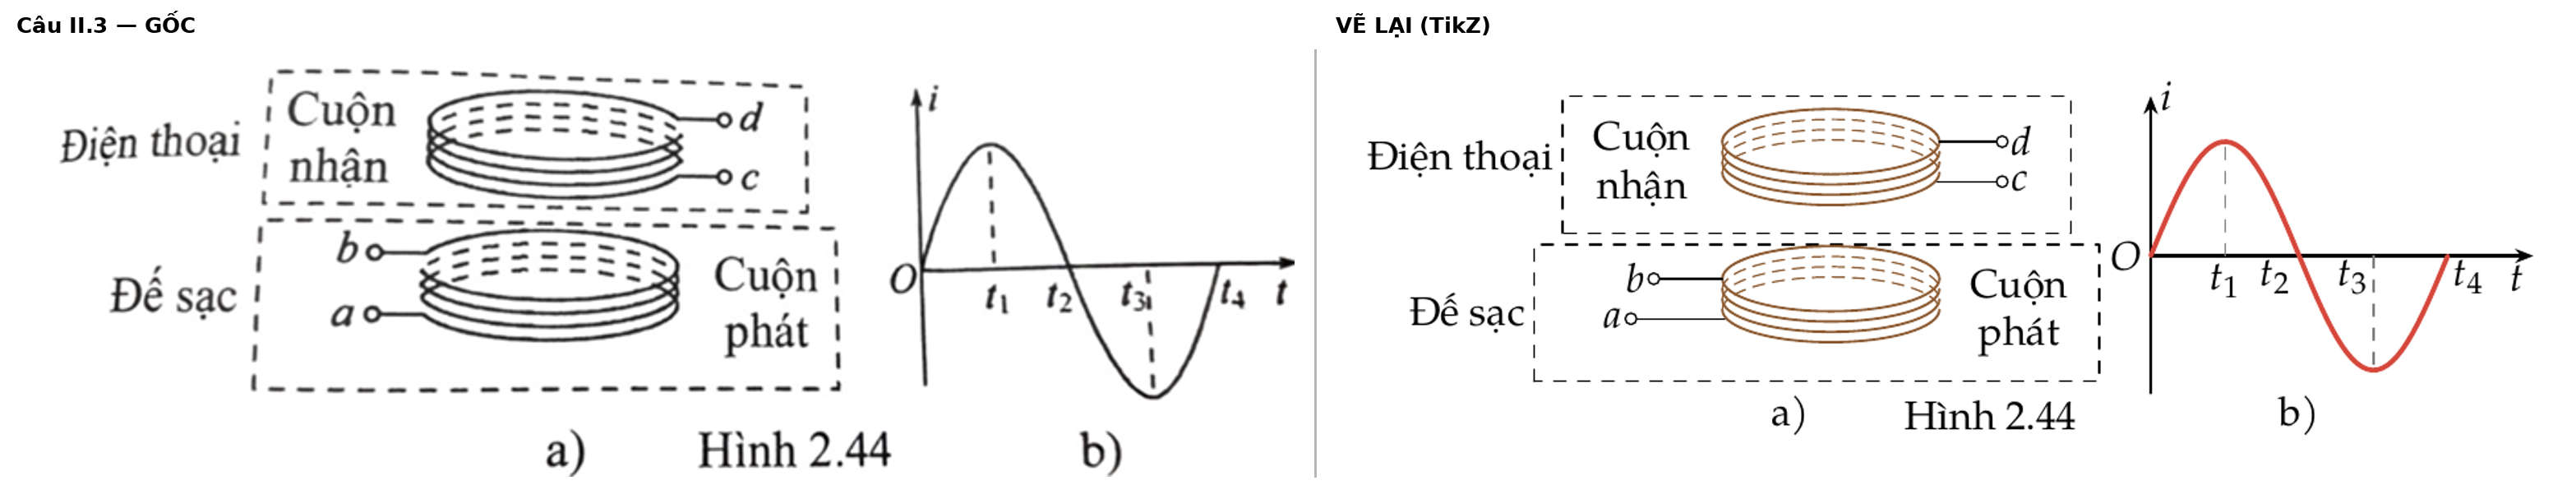 Câu II.3 — GỐC
Điện thoại
Cuộn
nhận
d
c
Đế sạc
b
a
Cuộn
phát
i
O
t1
t2
t3
t4
t
a)
Hình 2.44
b)
VẼ LẠI (TikZ)
Điện thoại
Cuộn
nhận
d
c
Đế sạc
b
a
Cuộn
phát
i
O
t1
t2
t3
t4
t
a)
Hình 2.44
b)